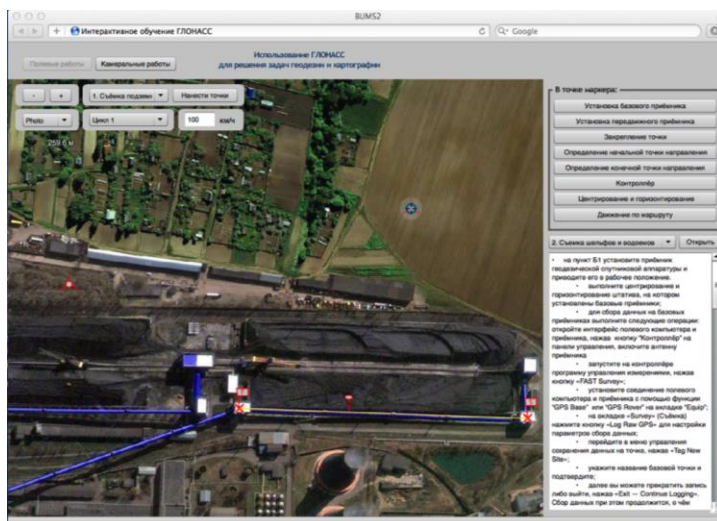 BUMS2
Интерактивное обучение ГЛОНАСС
Google
Использование ГЛОНАСС
для решения задач геодезии и картографии
Полевые работы
Камеральные работы
- + 1. Съёмка подземн Нанести точки
Photo Цикл 1 100 км/ч
259.6 м
В точке маркера:
Установка базового приёмника
Установка передвижного приёмника
Закрепление точки
Определение начальной точки направления
Определение конечной точки направления
Контроллёр
Центрирование и горизонтирование
Движение по маршруту
2. Съемка шельфов и водоемов Открыть
• на пункт Б1 установите приёмник
геодезической спутниковой аппаратуры и
приводите его в рабочее положение.
• выполните центрирование и
горизонтирование штатива, на котором
установлены базовые приёмники;
• для сбора данных на базовых
приёмниках выполните следующие операции:
откройте интерфейс полевого компьютера и
приёмника, нажав кнопку "Контроллёр" на
панели управления, включите антенну
приёмника
• запустите на контроллёре
программу управления измерениями, нажав
кнопку «FAST Survey»;
• установите соединение полевого
компьютера и приёмника с помощью функции
"GPS Base" или "GPS Rover" на вкладке "Equip";
• на вкладке «Survey» (Съёмка)
нажмите кнопку «Log Raw GPS» для настройки
параметров сбора данных;
• перейдите в меню управления
сохранения данных на точке, нажав «Tag New
Site»;
• укажите название базовой точки и
подтвердите;
• далее вы можете прекратить запись
либо выйти, нажав «Exit — Continue Logging».
Сбор данных при этом продолжится, о чём